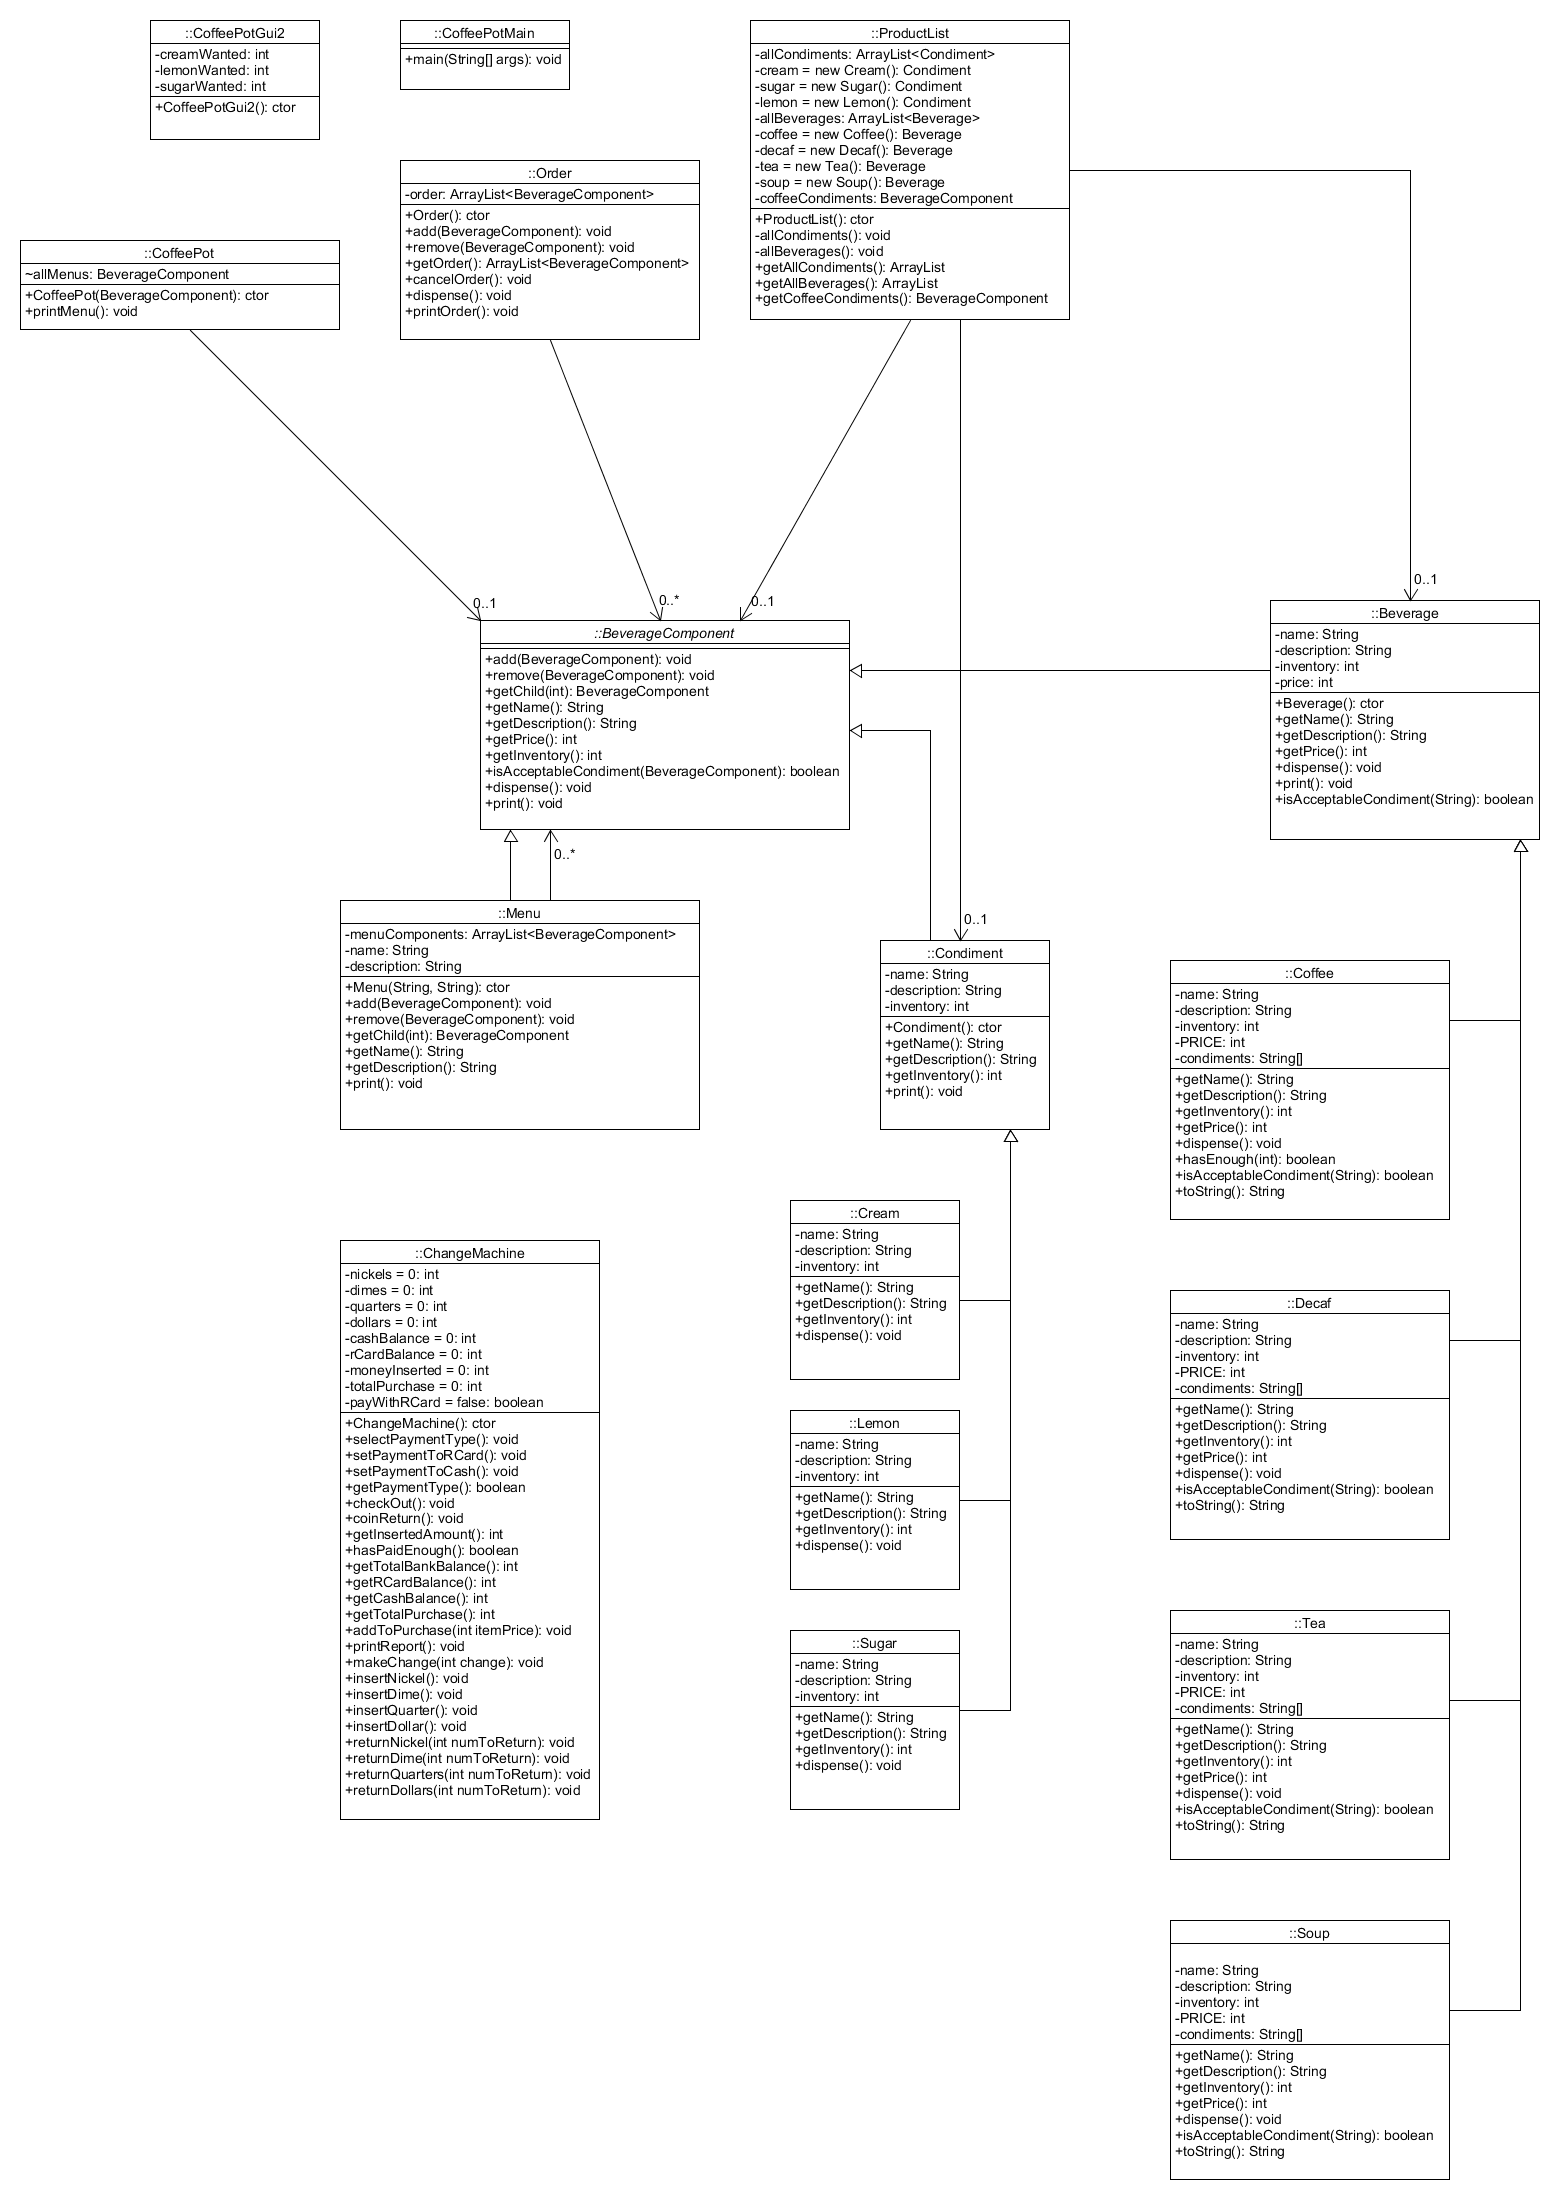 ::CoffeePotGui2
-creamWanted: int
-lemonWanted: int
-sugarWanted: int
+CoffeePotGui2(): ctor
::CoffeePotMain
+main(String[] args): void
::ProductList
-allCondiments: ArrayList<Condiment>
-cream = new Cream(): Condiment
-sugar = new Sugar(): Condiment
-lemon = new Lemon(): Condiment
-allBeverages: ArrayList<Beverage>
-coffee = new Coffee(): Beverage
-decaf = new Decaf(): Beverage
-tea = new Tea(): Beverage
-soup = new Soup(): Beverage
-coffeeCondiments: BeverageComponent
+ProductList(): ctor
-allCondiments(): void
-allBeverages(): void
+getAllCondiments(): ArrayList
+getAllBeverages(): ArrayList
+getCoffeeCondiments(): BeverageComponent
::Order
-order: ArrayList<BeverageComponent>
+Order(): ctor
+add(BeverageComponent): void
+remove(BeverageComponent): void
+getOrder(): ArrayList<BeverageComponent>
+cancelOrder(): void
+dispense(): void
+printOrder(): void
::CoffeePot
~allMenus: BeverageComponent
+CoffeePot(BeverageComponent): ctor
+printMenu(): void
0..1
0..*
0..1
0..1
::BeverageComponent
+add(BeverageComponent): void
+remove(BeverageComponent): void
+getChild(int): BeverageComponent
+getName(): String
+getDescription(): String
+getPrice(): int
+getInventory(): int
+isAcceptableCondiment(BeverageComponent): boolean
+dispense(): void
+print(): void
::Beverage
-name: String
-description: String
-inventory: int
-price: int
+Beverage(): ctor
+getName(): String
+getDescription(): String
+getPrice(): int
+dispense(): void
+print(): void
+isAcceptableCondiment(String): boolean
0..*
::Menu
-menuComponents: ArrayList<BeverageComponent>
-name: String
-description: String
+Menu(String, String): ctor
+add(BeverageComponent): void
+remove(BeverageComponent): void
+getChild(int): BeverageComponent
+getName(): String
+getDescription(): String
+print(): void
0..1
::Condiment
-name: String
-description: String
-inventory: int
+Condiment(): ctor
+getName(): String
+getDescription(): String
+getInventory(): int
+print(): void
::Coffee
-name: String
-description: String
-inventory: int
-PRICE: int
-condiments: String[]
+getName(): String
+getDescription(): String
+getInventory(): int
+getPrice(): int
+dispense(): void
+hasEnough(int): boolean
+isAcceptableCondiment(String): boolean
+toString(): String
::ChangeMachine
-nickels = 0: int
-dimes = 0: int
-quarters = 0: int
-dollars = 0: int
-cashBalance = 0: int
-rCardBalance = 0: int
-moneyInserted = 0: int
-totalPurchase = 0: int
-payWithRCard = false: boolean
+ChangeMachine(): ctor
+selectPaymentType(): void
+setPaymentToRCard(): void
+setPaymentToCash(): void
+getPaymentType(): boolean
+checkOut(): void
+coinReturn(): void
+getInsertedAmount(): int
+hasPaidEnough(): boolean
+getTotalBankBalance(): int
+getRCardBalance(): int
+getCashBalance(): int
+getTotalPurchase(): int
+addToPurchase(int itemPrice): void
+printReport(): void
+makeChange(int change): void
+insertNickel(): void
+insertDime(): void
+insertQuarter(): void
+insertDollar(): void
+returnNickel(int numToReturn): void
+returnDime(int numToReturn): void
+returnQuarters(int numToReturn): void
+returnDollars(int numToReturn): void
::Cream
-name: String
-description: String
-inventory: int
+getName(): String
+getDescription(): String
+getInventory(): int
+dispense(): void
::Lemon
-name: String
-description: String
-inventory: int
+getName(): String
+getDescription(): String
+getInventory(): int
+dispense(): void
::Sugar
-name: String
-description: String
-inventory: int
+getName(): String
+getDescription(): String
+getInventory(): int
+dispense(): void
::Decaf
-name: String
-description: String
-inventory: int
-PRICE: int
-condiments: String[]
+getName(): String
+getDescription(): String
+getInventory(): int
+getPrice(): int
+dispense(): void
+isAcceptableCondiment(String): boolean
+toString(): String
::Tea
-name: String
-description: String
-inventory: int
-PRICE: int
-condiments: String[]
+getName(): String
+getDescription(): String
+getInventory(): int
+getPrice(): int
+dispense(): void
+isAcceptableCondiment(String): boolean
+toString(): String
::Soup
-name: String
-description: String
-inventory: int
-PRICE: int
-condiments: String[]
+getName(): String
+getDescription(): String
+getInventory(): int
+getPrice(): int
+dispense(): void
+isAcceptableCondiment(String): boolean
+toString(): String